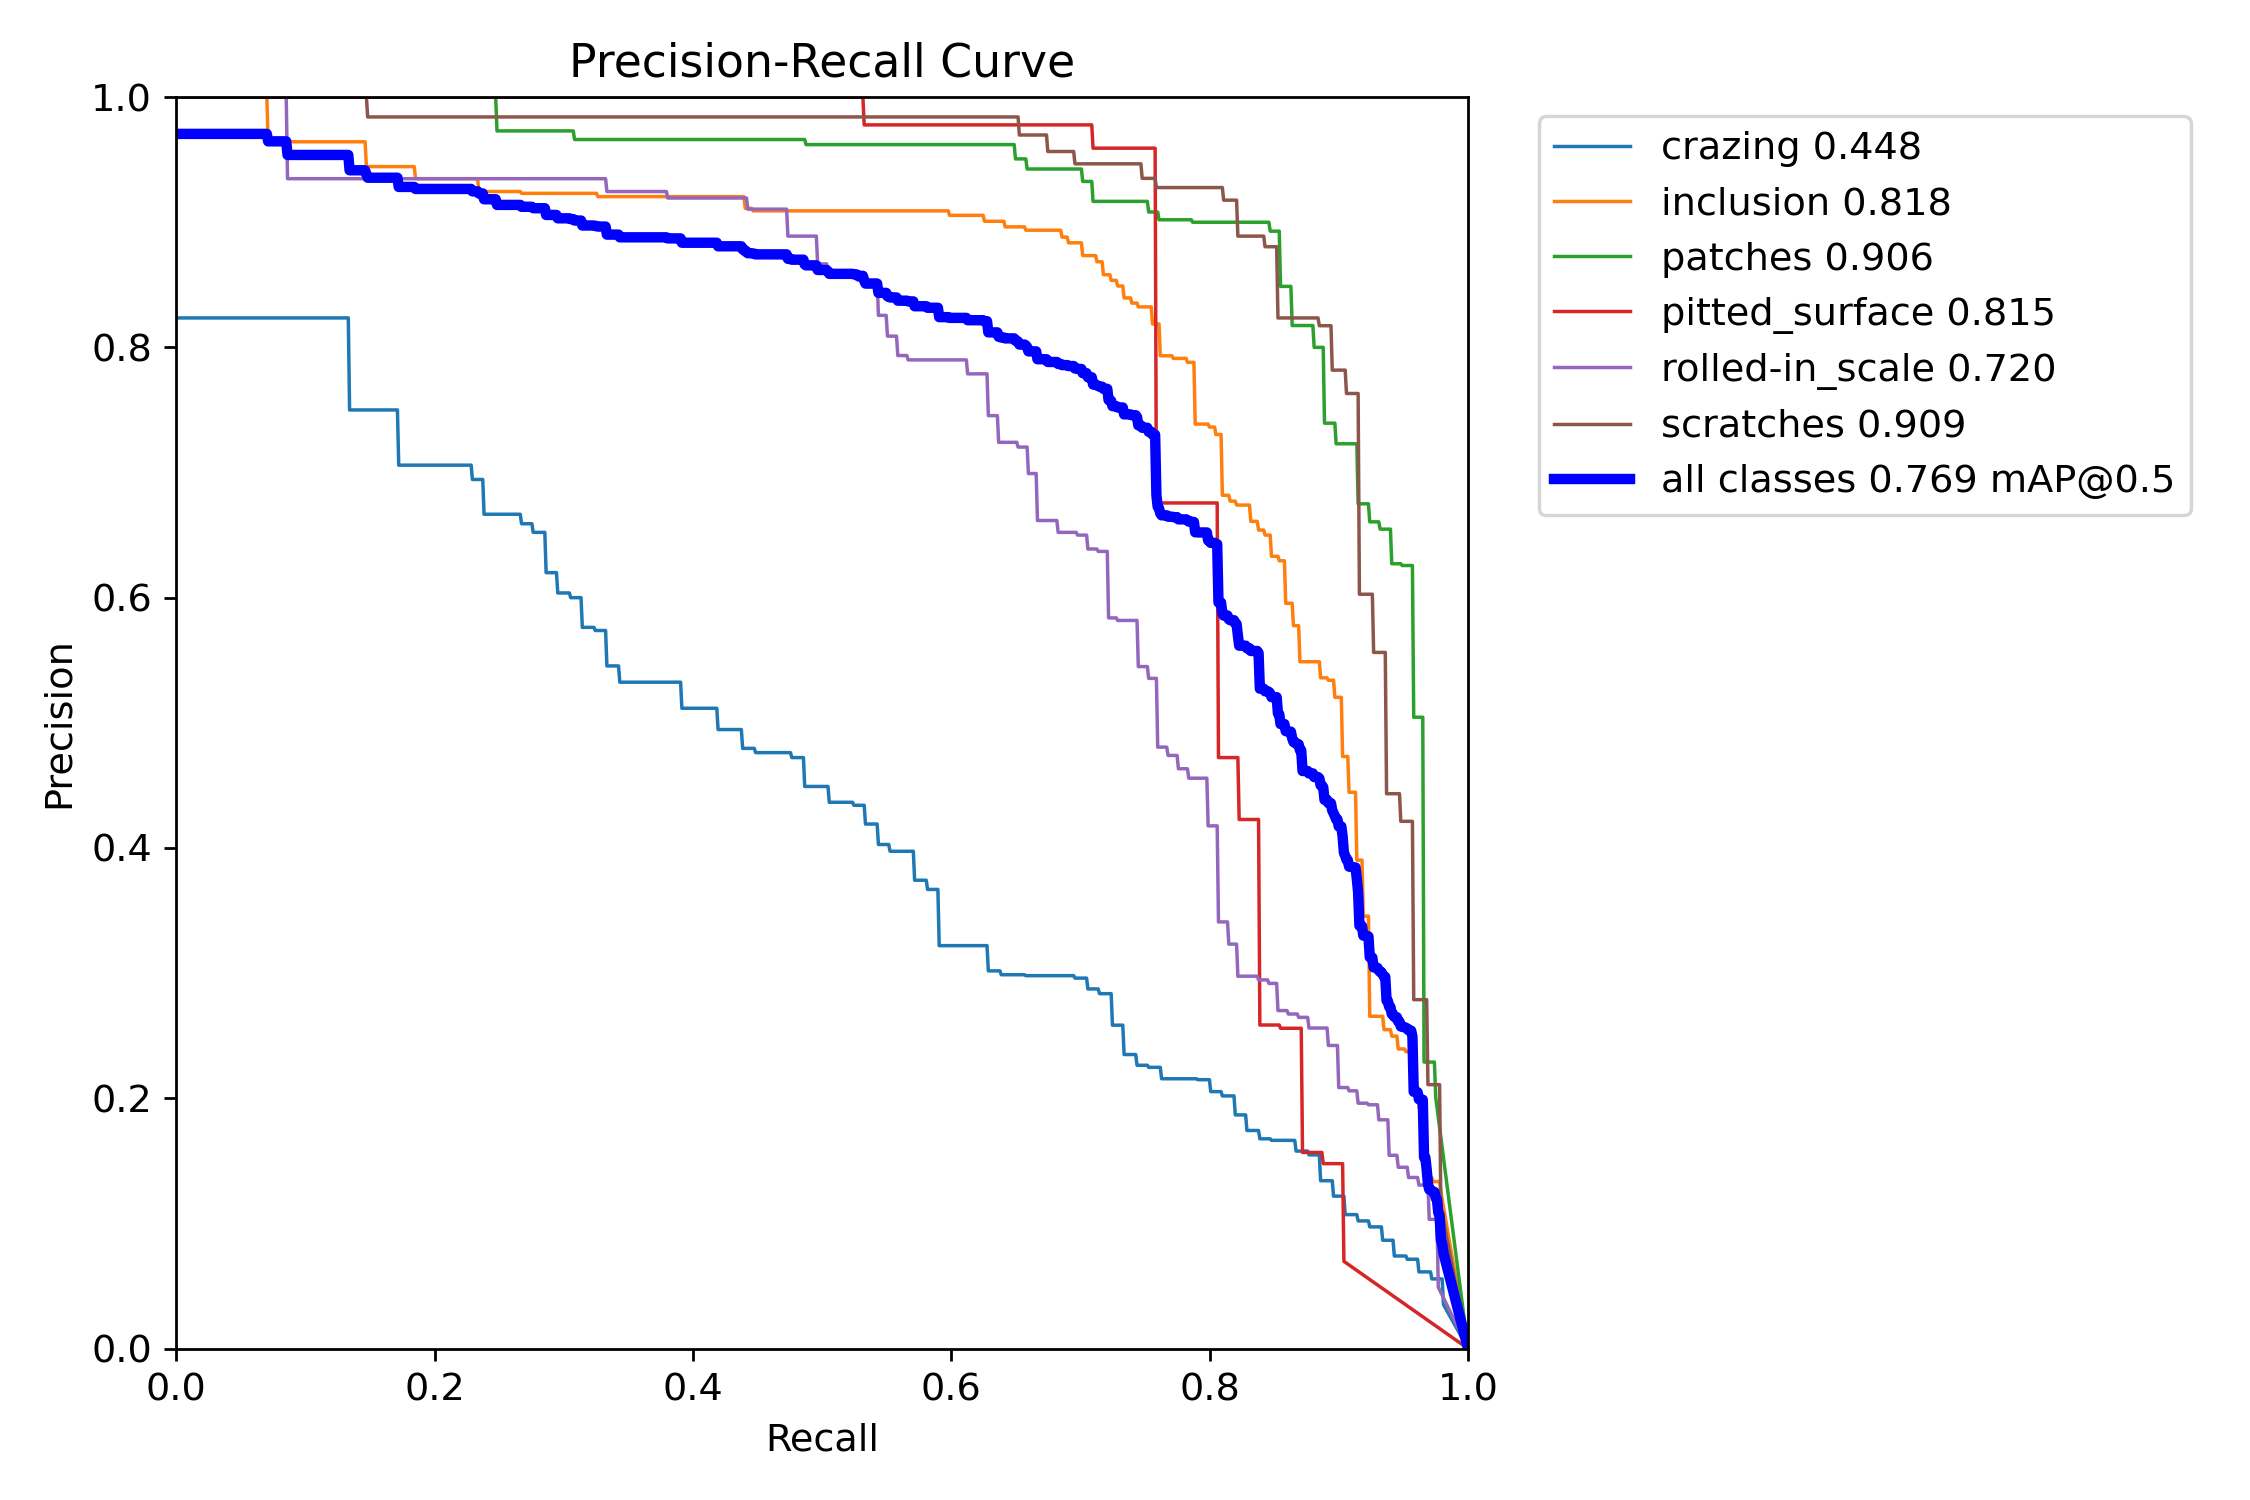 Precision-Recall Curve
1.0
0.8
0.6
0.4
0.2
0.0
Precision
0.0 0.2 0.4 0.6 0.8 1.0
Recall
crazing 0.448
inclusion 0.818
patches 0.906
pitted_surface 0.815
rolled-in_scale 0.720
scratches 0.909
all classes 0.769 mAP@0.5